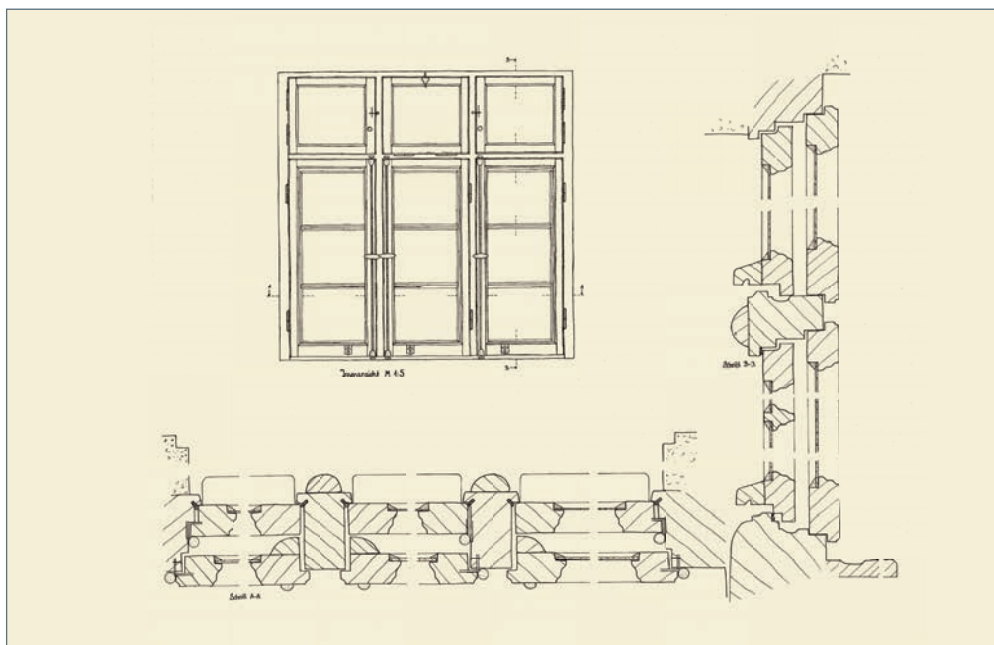 B
A A
B
Innenansicht M 1:5
Schnitt B-B
Schnitt A-A